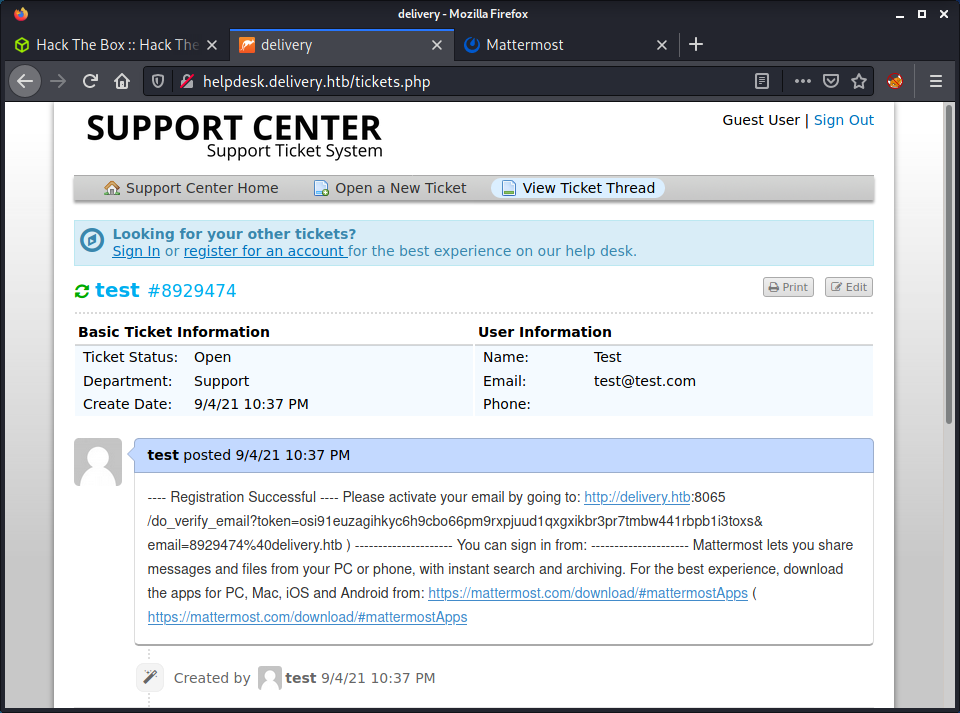 delivery - Mozilla Firefox
Hack The Box :: Hack The
delivery
Mattermost
helpdesk.delivery.htb/tickets.php
SUPPORT CENTER
Support Ticket System
Guest User | Sign Out
Support Center Home
Open a New Ticket
View Ticket Thread
Looking for your other tickets?
Sign In or register for an account for the best experience on our help desk.
test #8929474
Print
Edit
Basic Ticket Information
Ticket Status: Open
Department: Support
Create Date: 9/4/21 10:37 PM
User Information
Name: Test
Email: test@test.com
Phone:
test posted 9/4/21 10:37 PM
---- Registration Successful ---- Please activate your email by going to: http://delivery.htb:8065
/do_verify_email?token=osi91euzagihkyc6h9cbo66pm9rxpjuud1qxgxikbr3pr7tmbw441rbpb1i3toxs&
email=8929474%40delivery.htb ) --------------------- You can sign in from: --------------------- Mattermost lets you share
messages and files from your PC or phone, with instant search and archiving. For the best experience, download
the apps for PC, Mac, iOS and Android from: https://mattermost.com/download/#mattermostApps (
https://mattermost.com/download/#mattermostApps
Created by test 9/4/21 10:37 PM